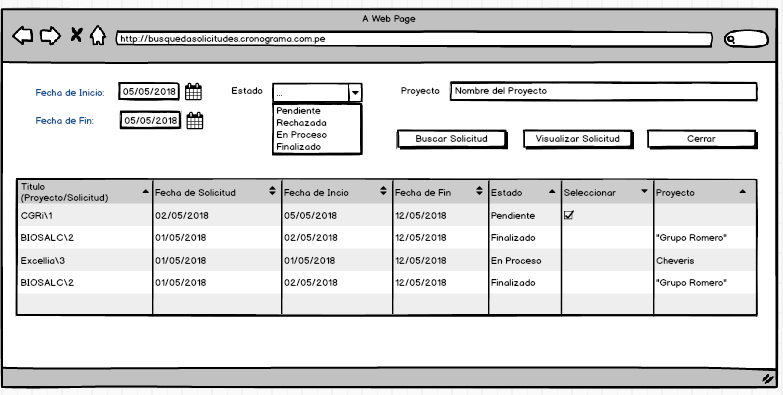 A Web Page
http://busquedasolicitudes.cronograma.com.pe
Fecha de Inicio: 05/05/2018 Estado ... Proyecto Nombre del Proyecto
Fecha de Fin: 05/05/2018
Pendiente
Rechazada
En Proceso
Finalizado
Buscar Solicitud Visualizar Solicitud Cerrar
Titulo
(Proyecto/Solicitud) Fecha de Solicitud Fecha de Incio Fecha de Fin Estado Seleccionar Proyecto
CGRi\1 02/05/2018 05/05/2018 12/05/2018 Pendiente
BIOSALC\2 01/05/2018 02/05/2018 12/05/2018 Finalizado "Grupo Romero"
Excellia\3 01/05/2018 01/05/2018 12/05/2018 En Proceso Cheveris
BIOSALC\2 01/05/2018 02/05/2018 12/05/2018 Finalizado "Grupo Romero"